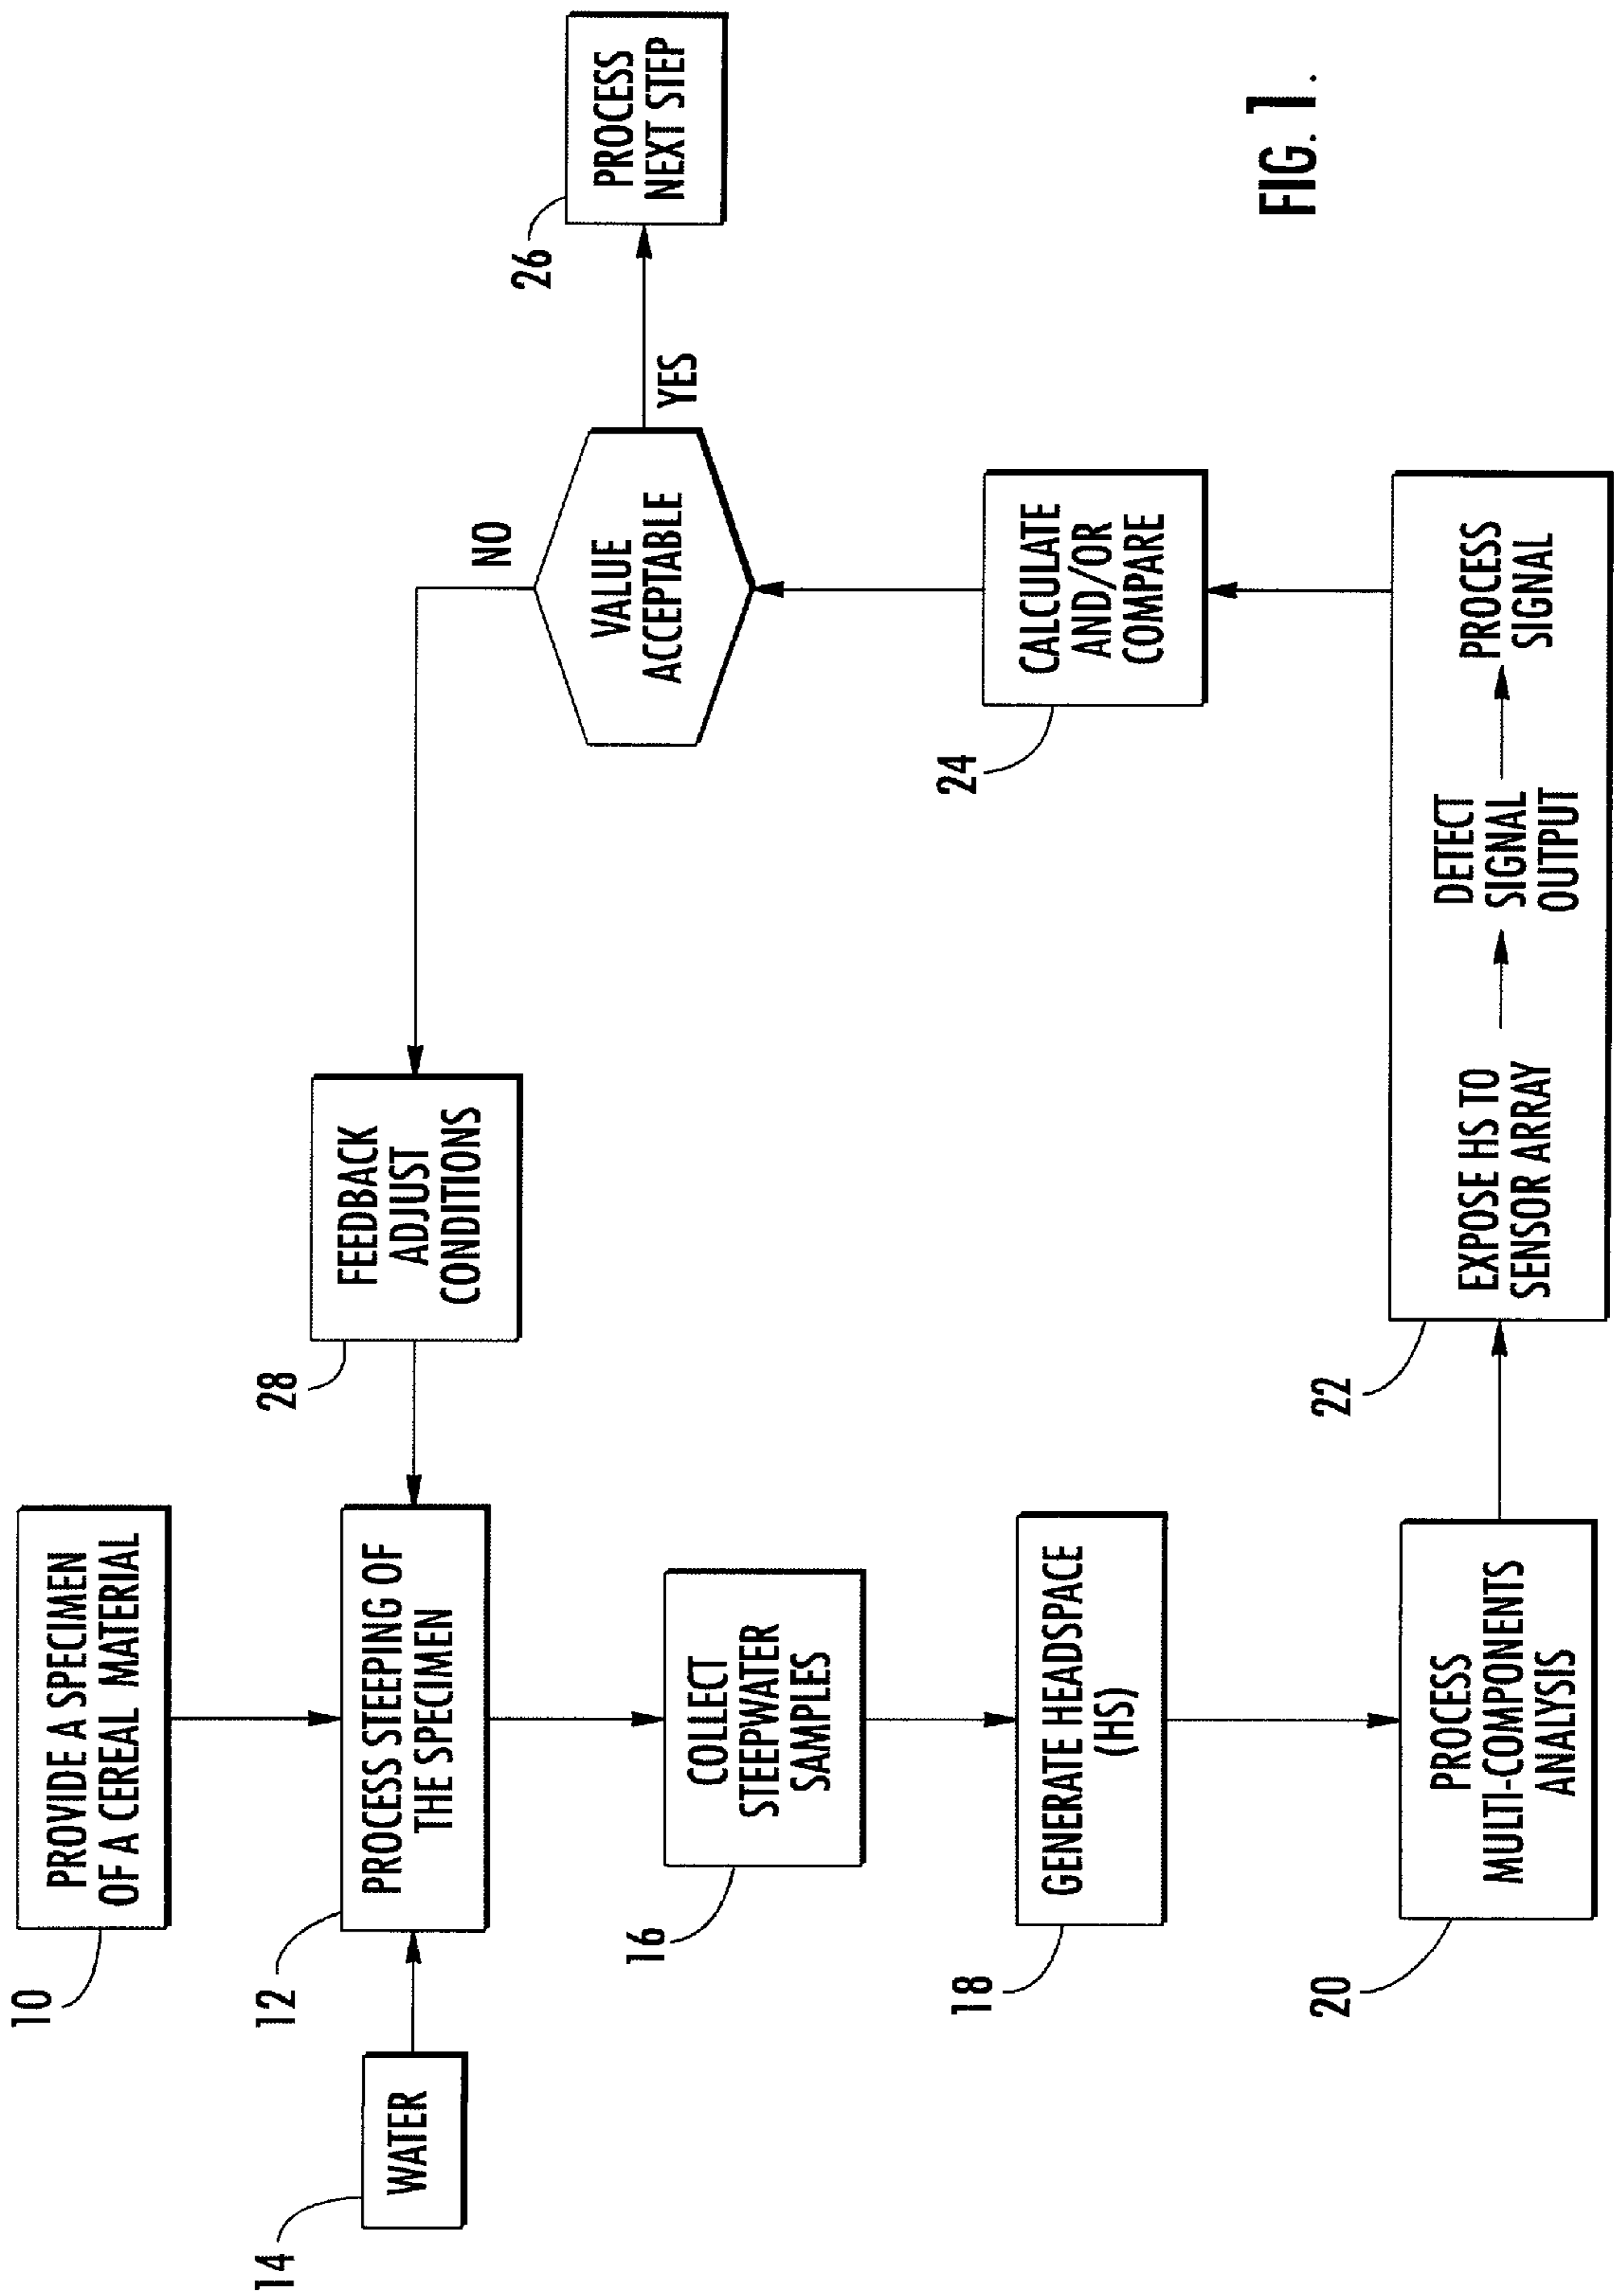 10
PROVIDE A SPECIMEN
OF A CEREAL MATERIAL
14
WATER
12
PROCESS STEEPING OF
THE SPECIMEN
28
FEEDBACK
ADJUST
CONDITIONS
NO
VALUE
ACCEPTABLE
YES
26
PROCESS
NEXT STEP
16
COLLECT
STEEPWATER
SAMPLES
18
GENERATE HEADSPACE
(HS)
24
CALCULATE
AND/OR
COMPARE
20
PROCESS
MULTI-COMPONENTS
ANALYSIS
22
EXPOSE HS TO
SENSOR ARRAY
DETECT
SIGNAL
OUTPUT
PROCESS
SIGNAL
FIG. 1.